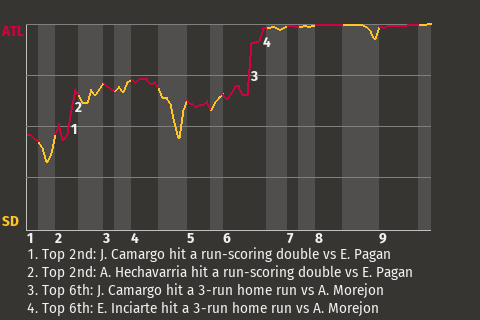 ATL
4
3
2
1
SD
1 2 3 4 5 6 7 8 9
1. Top 2nd: J. Camargo hit a run-scoring double vs E. Pagan
2. Top 2nd: A. Hechavarria hit a run-scoring double vs E. Pagan
3. Top 6th: J. Camargo hit a 3-run home run vs A. Morejon
4. Top 6th: E. Inciarte hit a 3-run home run vs A. Morejon